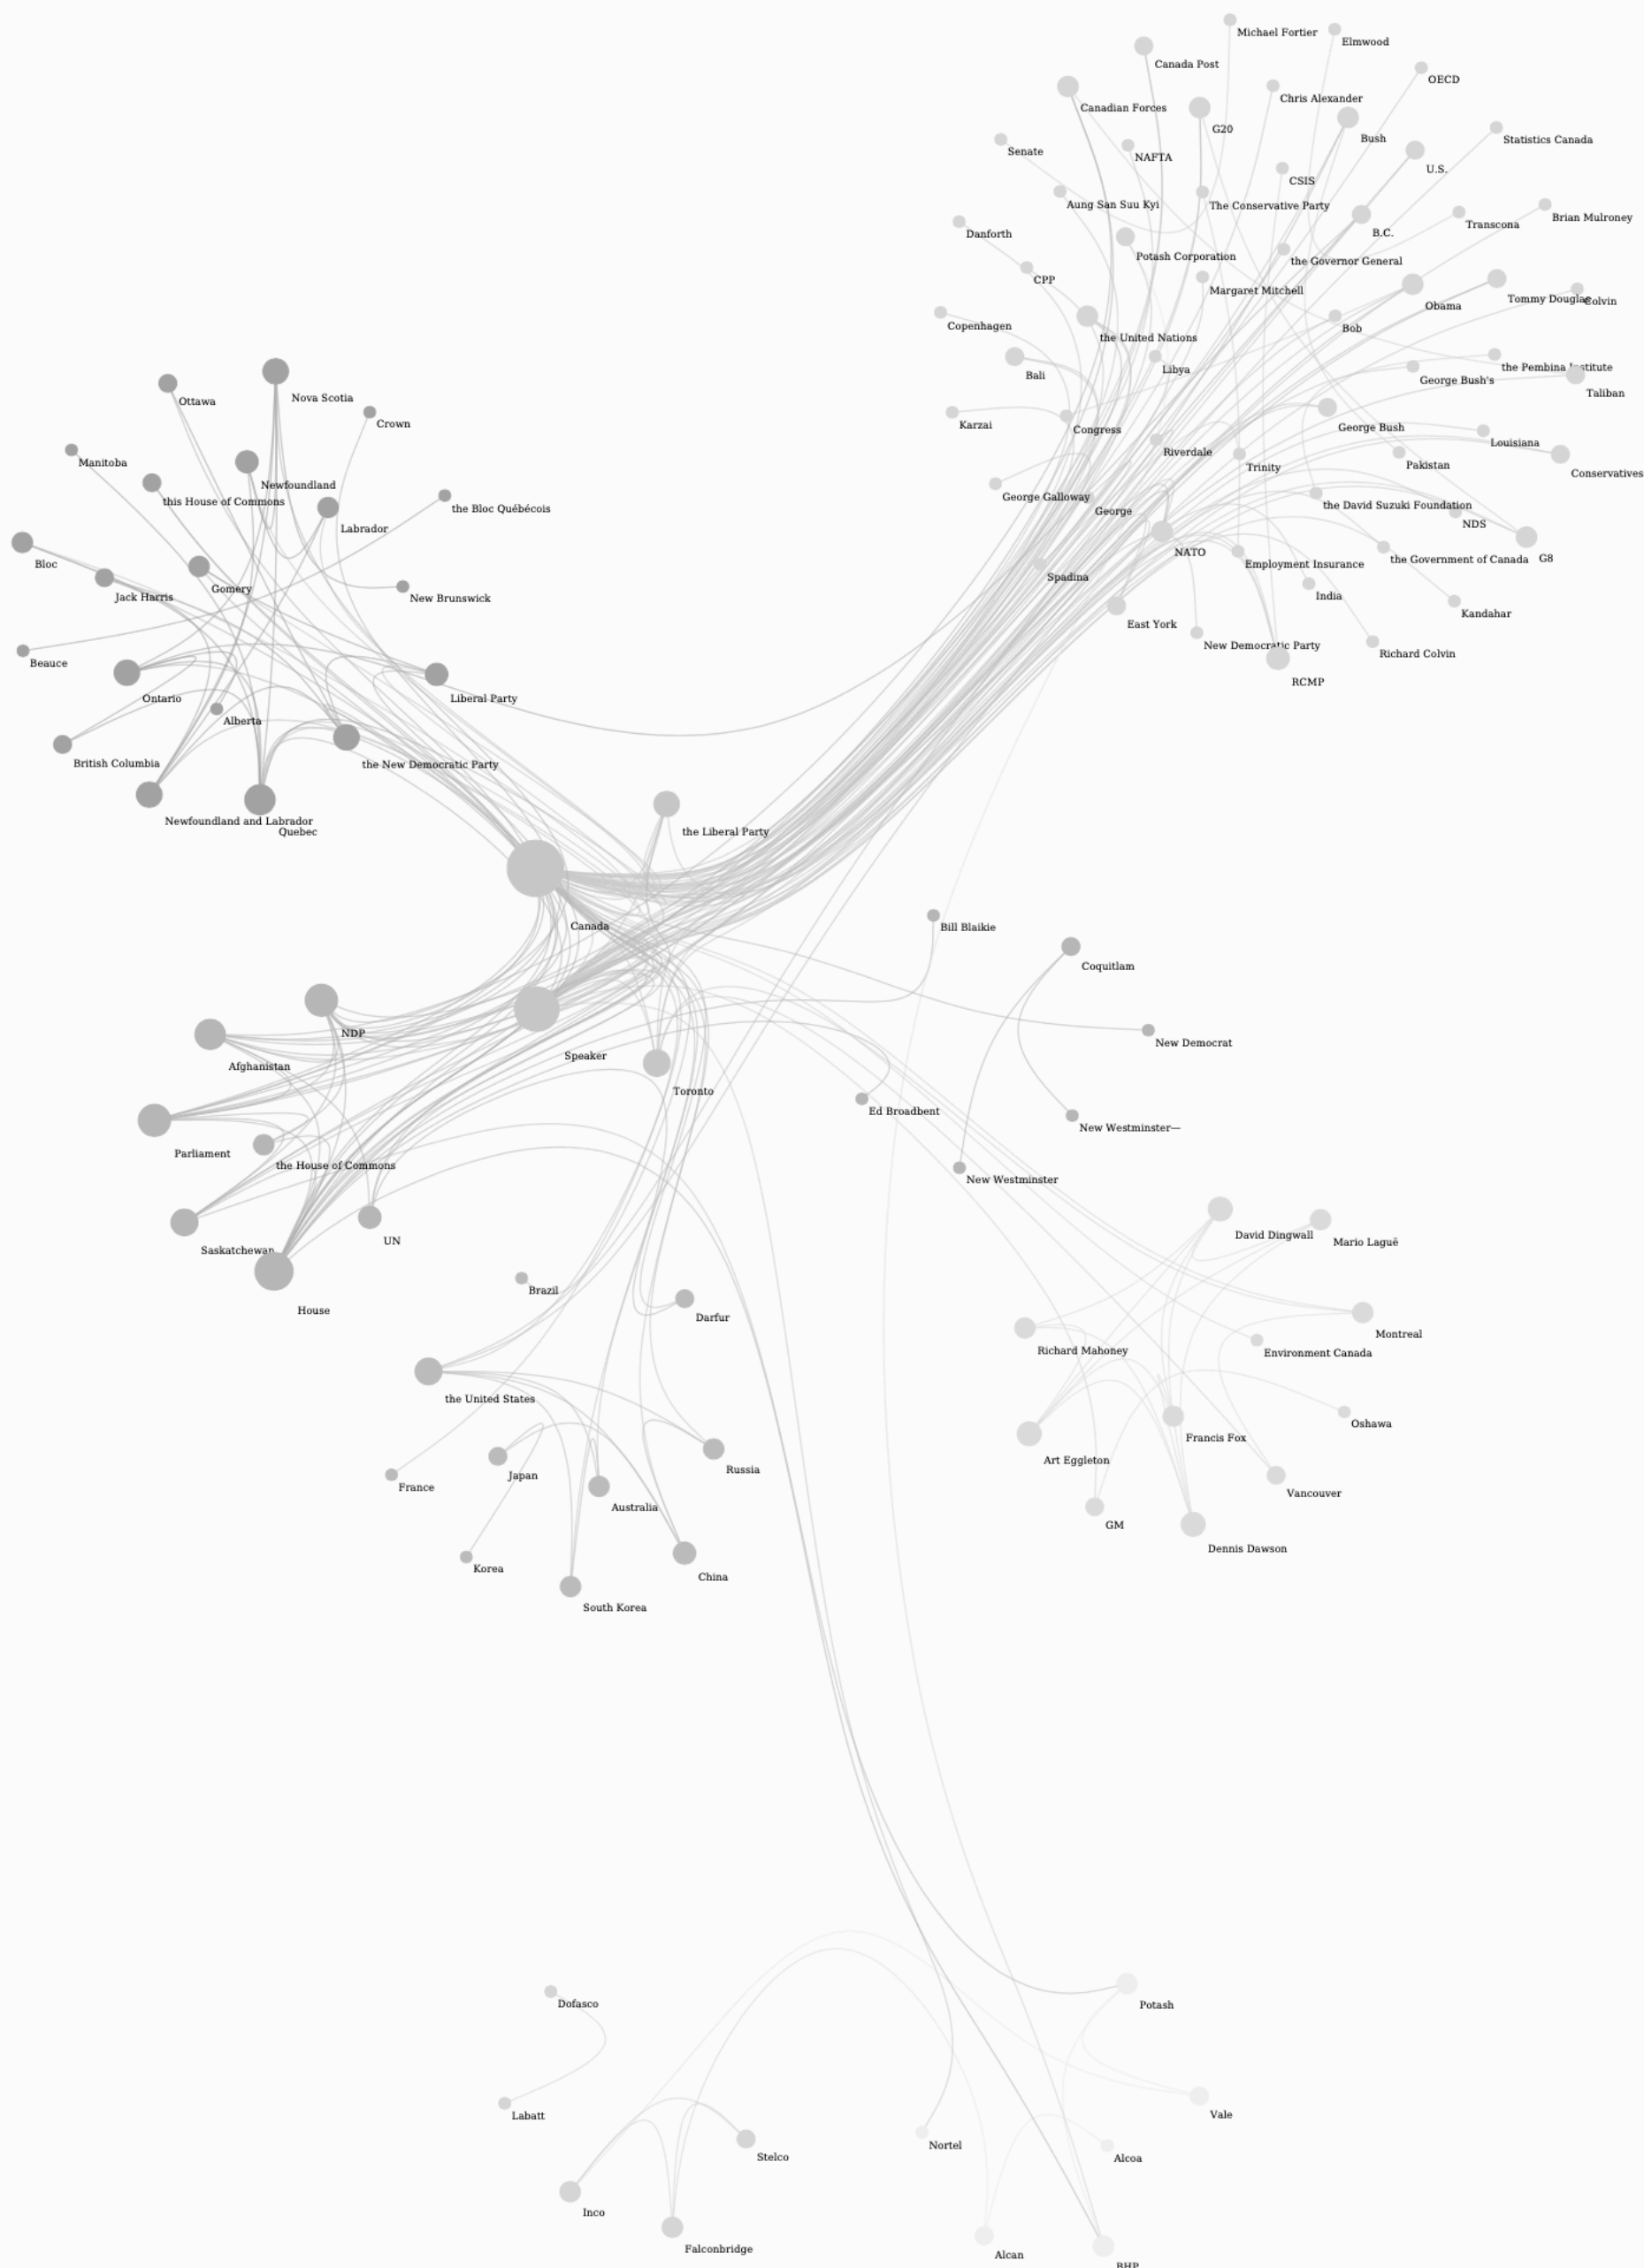 Michael Fortier
Elmwood
Canada Post
OECD
Chris Alexander
Canadian Forces
G20
Bush
Statistics Canada
Senate
NAFTA
U.S.
CSIS
Aung San Suu Kyi
The Conservative Party
Brian Mulroney
Transcona
Danforth
B.C.
Potash Corporation
the Governor General
CPP
Margaret Mitchell
Tommy Douglas
Colvin
Obama
Copenhagen
Bob
the United Nations
the Pembina Institute
Libya
Bali
George Bush's
Taliban
Nova Scotia
Ottawa
Crown
Karzai
Congress
George Bush
Louisiana
Riverdale
Manitoba
Pakistan
Trinity
Conservatives
Newfoundland
George Galloway
this House of Commons
the David Suzuki Foundation
the Bloc Québécois
George
NDS
Labrador
NATO
G8
the Government of Canada
Bloc
Employment Insurance
Spadina
Gomery
Jack Harris
New Brunswick
India
Kandahar
East York
New Democratic Party
Richard Colvin
Beauce
RCMP
Ontario
Liberal Party
Alberta
British Columbia
the New Democratic Party
Newfoundland and Labrador
Quebec
the Liberal Party
Canada
Bill Blaikie
Coquitlam
NDP
New Democrat
Speaker
Afghanistan
Toronto
Ed Broadbent
New Westminster—
Parliament
the House of Commons
New Westminster
David Dingwall
UN
Mario Laguë
Saskatchewan
Brazil
House
Darfur
Montreal
Richard Mahoney
Environment Canada
the United States
Oshawa
Francis Fox
Art Eggleton
Russia
Japan
France
Vancouver
Australia
GM
Dennis Dawson
Korea
China
South Korea
Dofasco
Potash
Labatt
Vale
Nortel
Stelco
Alcoa
Inco
Falconbridge
Alcan
BHP